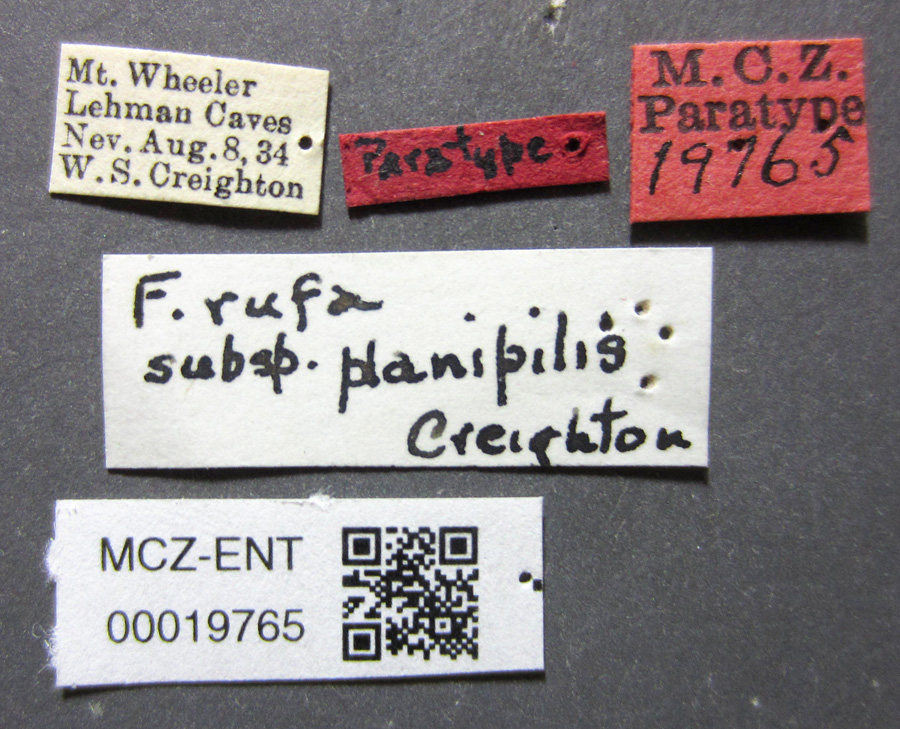 Mt. Wheeler
Lehman Caves
Nev. Aug. 8, 34
W. S. Creighton
Paratype
M. C. Z.
Paratype
19765
F. rufa
subsp. planipilis
Creighton
MCZ-ENT
00019765